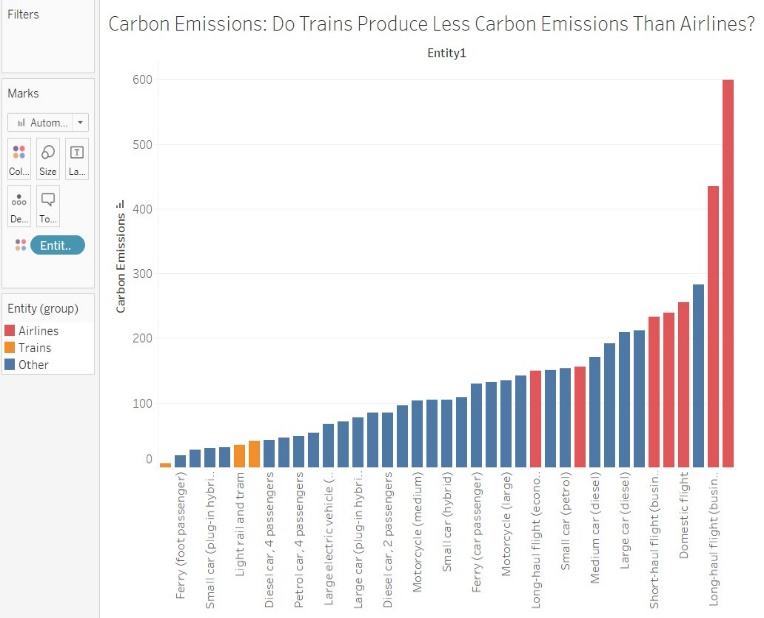 Filters
Marks
Autom...
Col...
Size
La...
De...
To...
Entit..
Entity (group)
Airlines
Trains
Other
Carbon Emissions: Do Trains Produce Less Carbon Emissions Than Airlines?
Entity1
Carbon Emissions
600
500
400
300
200
100
0
Ferry (foot passenger)
Small car (plug-in hybri..
Light rail and tram
Diesel car, 4 passengers
Petrol car, 4 passengers
Large electric vehicle (..
Large car (plug-in hybri..
Diesel car, 2 passengers
Motorcycle (medium)
Small car (hybrid)
Ferry (car passenger)
Motorcycle (large)
Long-haul flight (econo..
Small car (petrol)
Medium car (diesel)
Large car (diesel)
Short-haul flight (busin..
Domestic flight
Long-haul flight (busin..